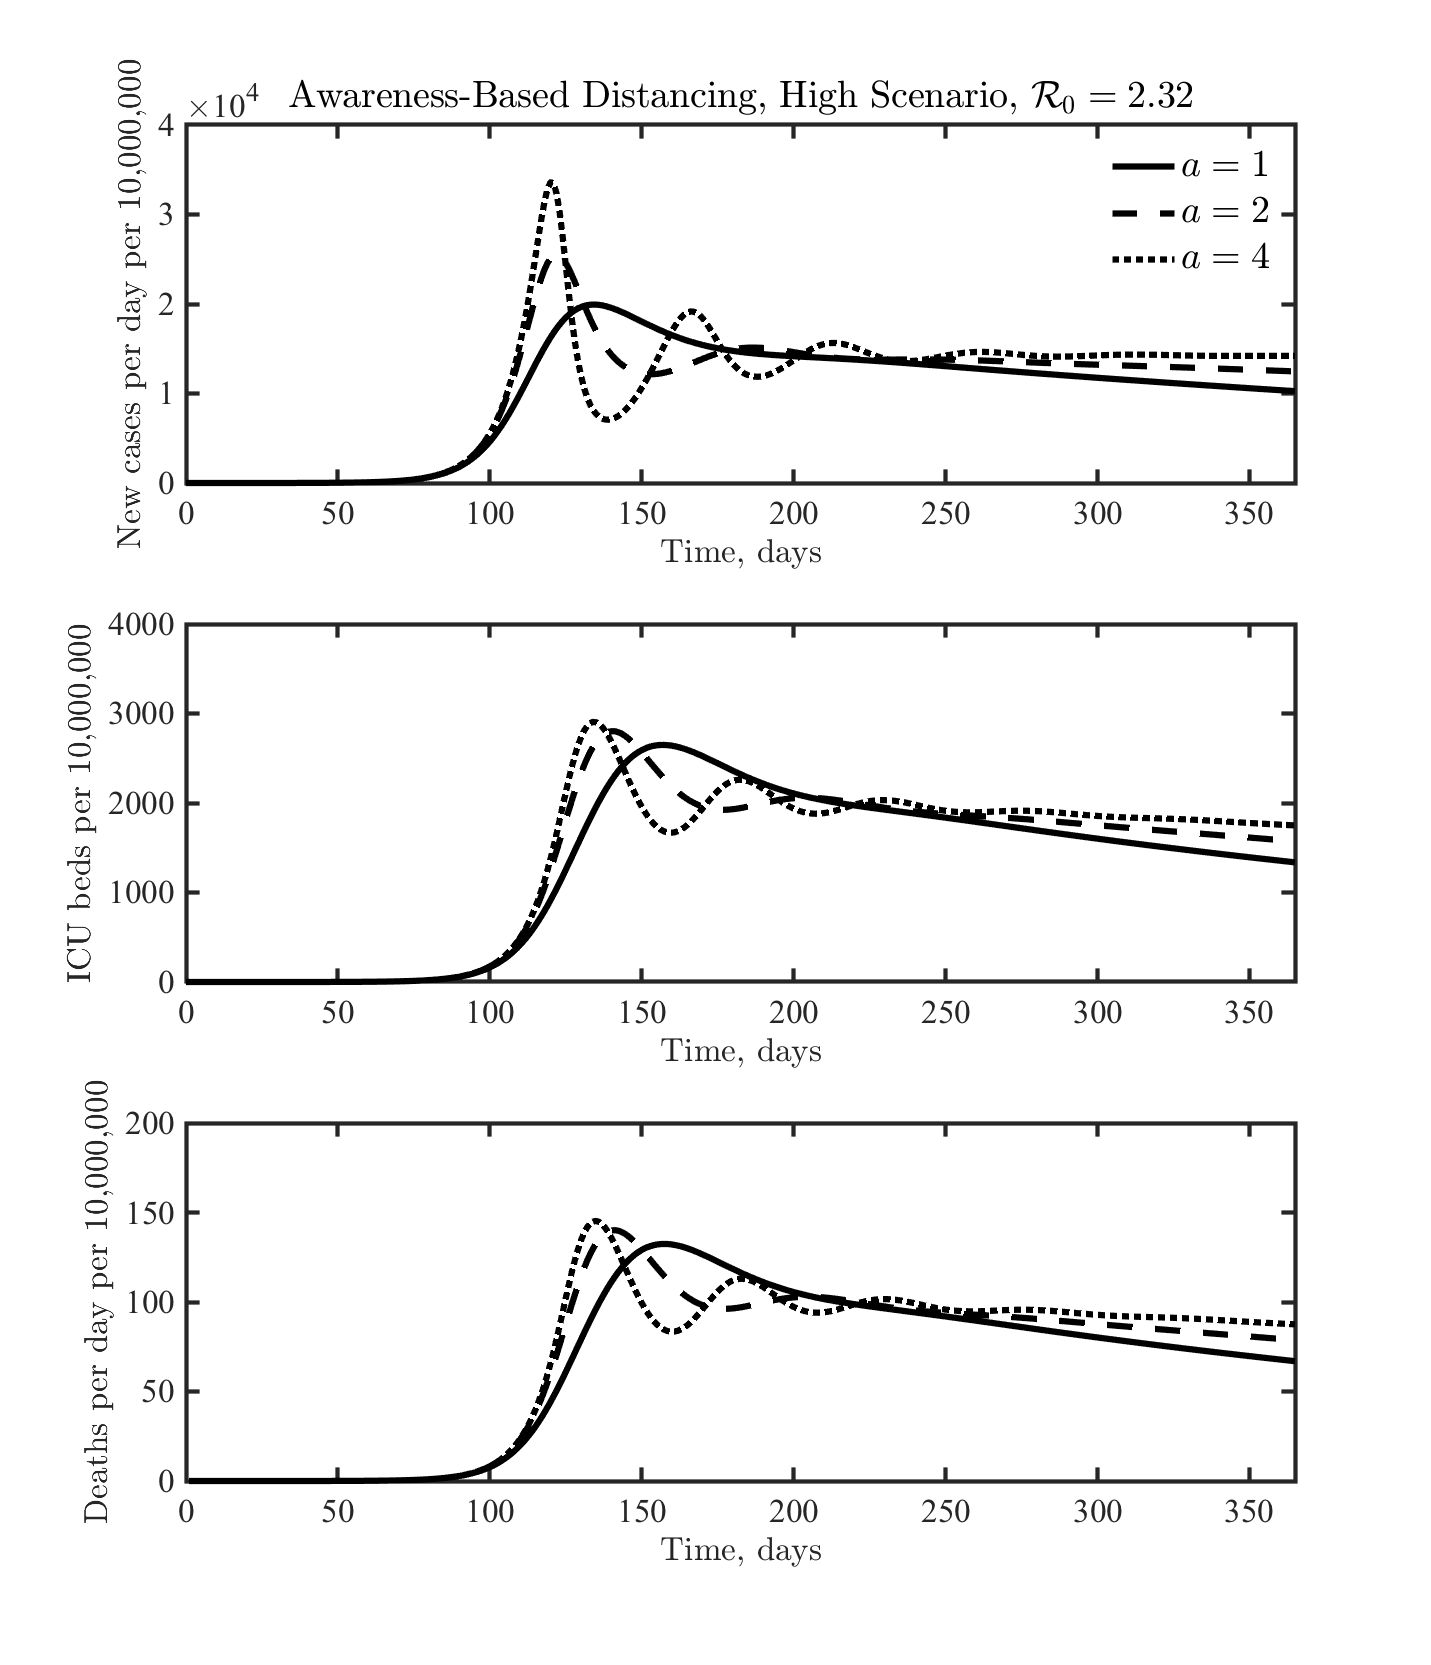 Awareness-Based Distancing, High Scenario, ℛ₀ = 2.32
×10⁴
New cases per day per 10,000,000
4
3
2
1
0
a = 1
a = 2
a = 4
0 50 100 150 200 250 300 350
Time, days
ICU beds per 10,000,000
4000
3000
2000
1000
0
0 50 100 150 200 250 300 350
Time, days
Deaths per day per 10,000,000
200
150
100
50
0
0 50 100 150 200 250 300 350
Time, days